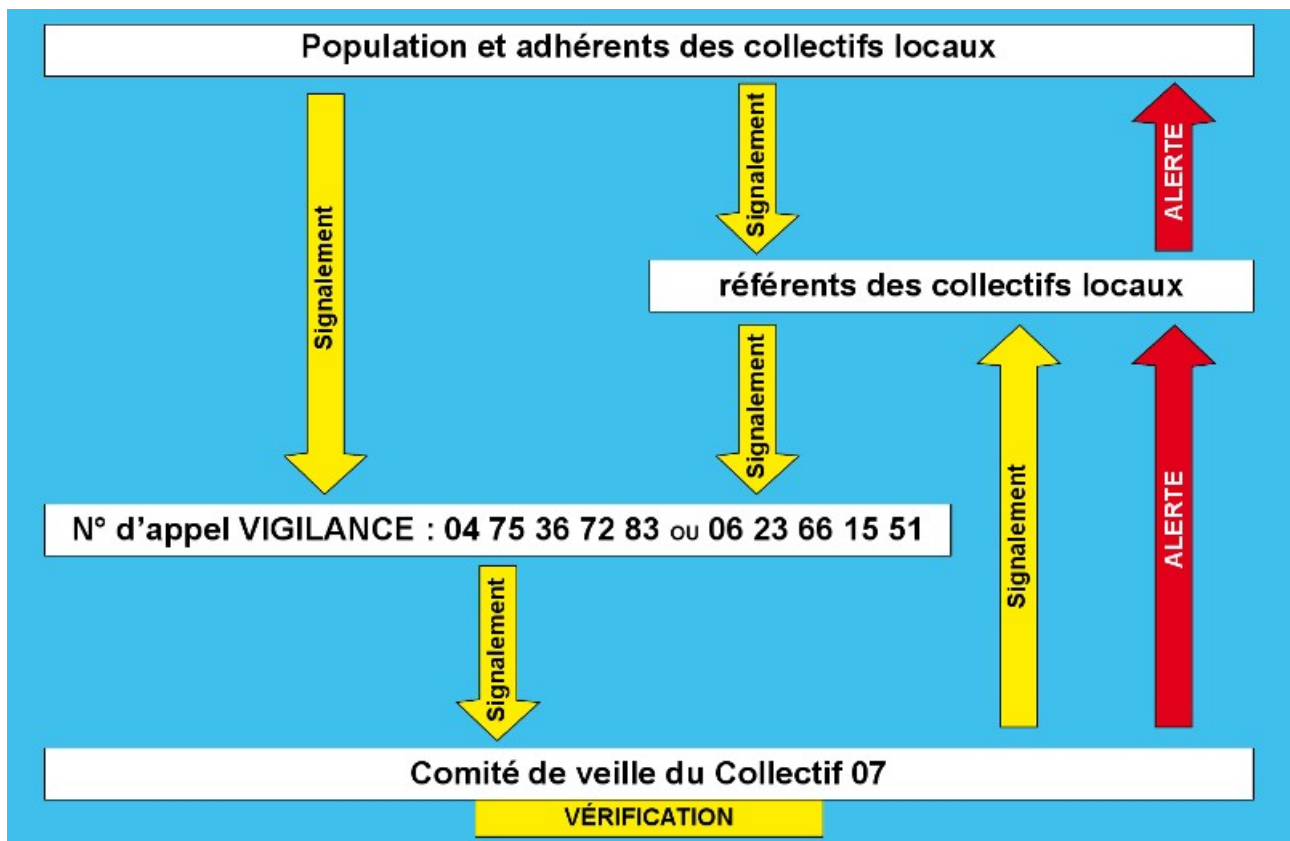 Population et adhérents des collectifs locaux
Signalement
Signalement
ALERTE
référents des collectifs locaux
Signalement
Signalement
ALERTE
N° d'appel VIGILANCE : 04 75 36 72 83 ou 06 23 66 15 51
Signalement
Comité de veille du Collectif 07
VÉRIFICATION